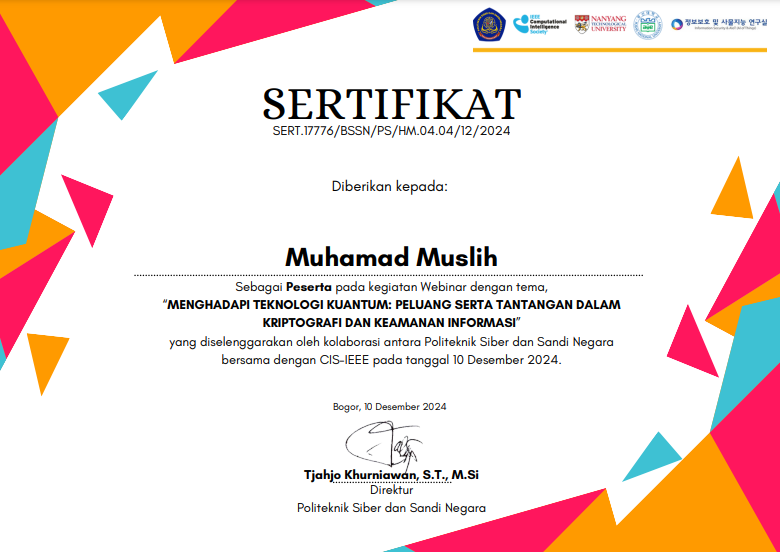 IEEE
Computational
Intelligence
Society
NANYANG
TECHNOLOGICAL
UNIVERSITY
정보보호 및 사물지능 연구실
SERTIFIKAT
SERT.17776/BSSN/PS/HM.04.04/12/2024
Diberikan kepada:
Muhamad Muslih
Sebagai Peserta pada kegiatan Webinar dengan tema,
“MENGHADAPI TEKNOLOGI KUANTUM: PELUANG SERTA TANTANGAN DALAM
KRIPTOGRAFI DAN KEAMANAN INFORMASI”
yang diselenggarakan oleh kolaborasi antara Politeknik Siber dan Sandi Negara
bersama dengan CIS-IEEE pada tanggal 10 Desember 2024.
Bogor, 10 Desember 2024
Tjahjo Khurniawan, S.T., M.Si
Direktur
Politeknik Siber dan Sandi Negara